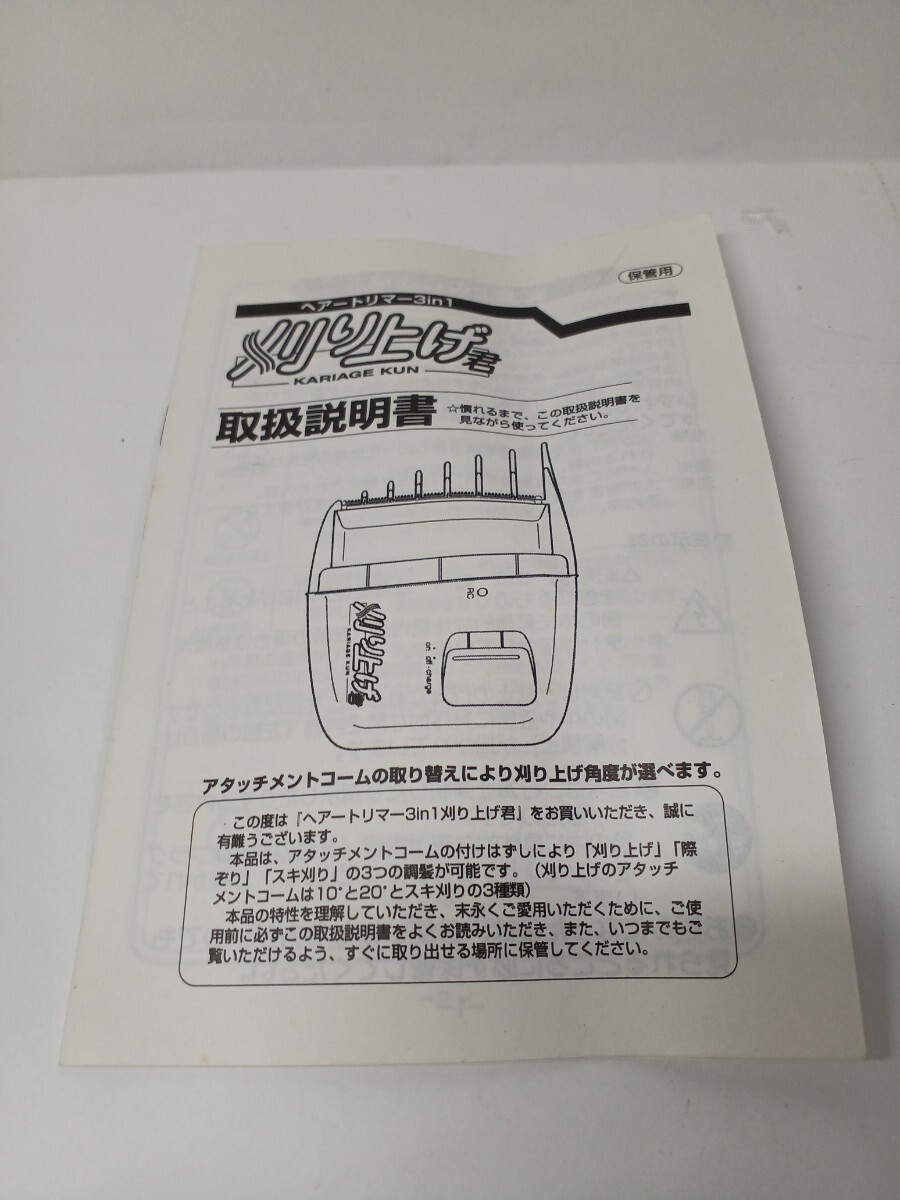 保管用
ヘアートリマー3in1
刈り上げ君
KARIAGE KUN
取扱説明書
☆慣れるまで、この取扱説明書を
見ながら使ってください。
AC
on
off・charge
刈り上げ君
KARIAGE KUN
アタッチメントコームの取り替えにより刈り上げ角度が選べます。
この度は『ヘアートリマー3in1刈り上げ君』をお買いいただき、誠に
有難うございます。
本品は、アタッチメントコームの付けはずしにより「刈り上げ」「際
ぞり」「スキ刈り」の3つの調髪が可能です。(刈り上げのアタッチ
メントコームは10°と20°とスキ刈りの3種類)
本品の特性を理解していただき、末永くご愛用いただくために、ご使
用前に必ずこの取扱説明書をよくお読みいただき、また、いつまでもご
覧いただけるよう、すぐに取り出せる場所に保管してください。